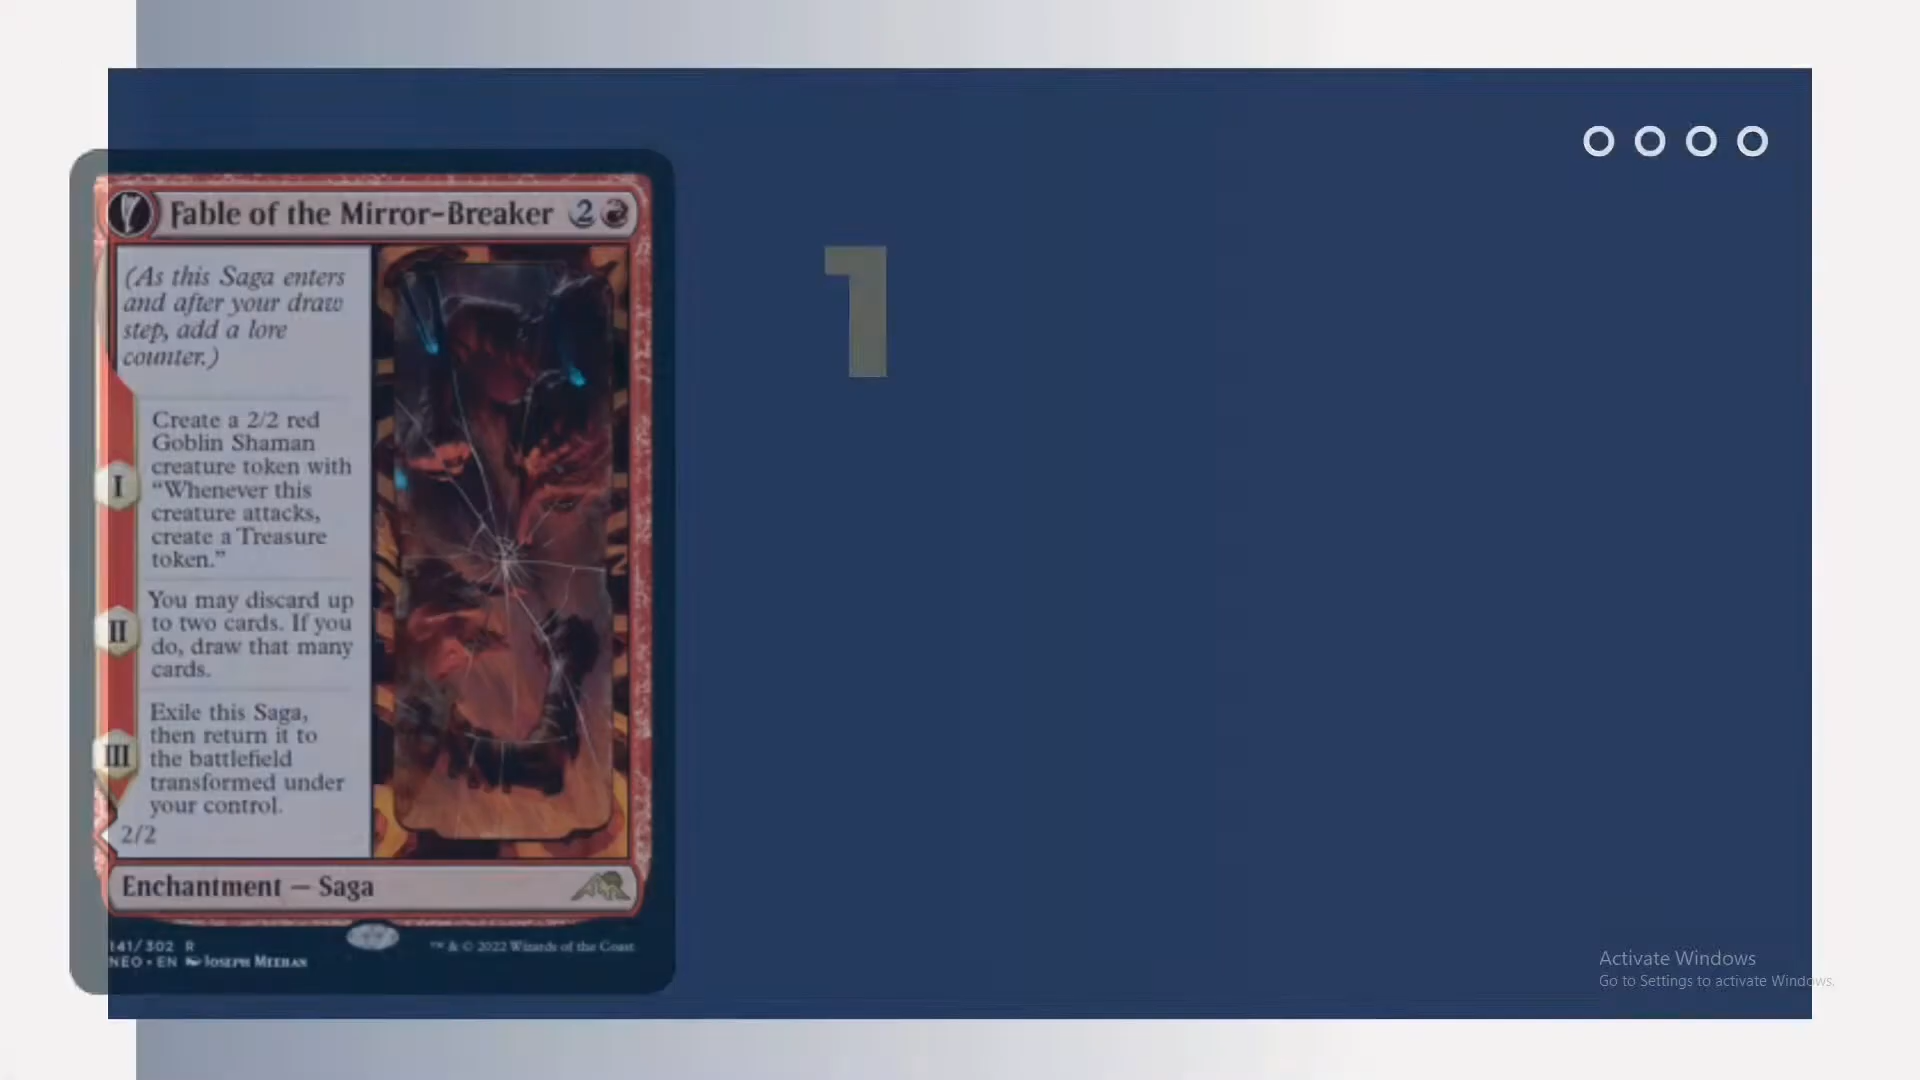 Fable of the Mirror-Breaker 2
(As this Saga enters
and after your draw
step, add a lore
counter.)
I
Create a 2/2 red
Goblin Shaman
creature token with
“Whenever this
creature attacks,
create a Treasure
token.”
II
You may discard up
to two cards. If you
do, draw that many
cards.
III
Exile this Saga,
then return it to
the battlefield
transformed under
your control.
2/2
Enchantment — Saga
141/302 R
NEO • EN Joseph Meehan
™ & © 2022 Wizards of the Coast
1
Activate Windows
Go to Settings to activate Windows.